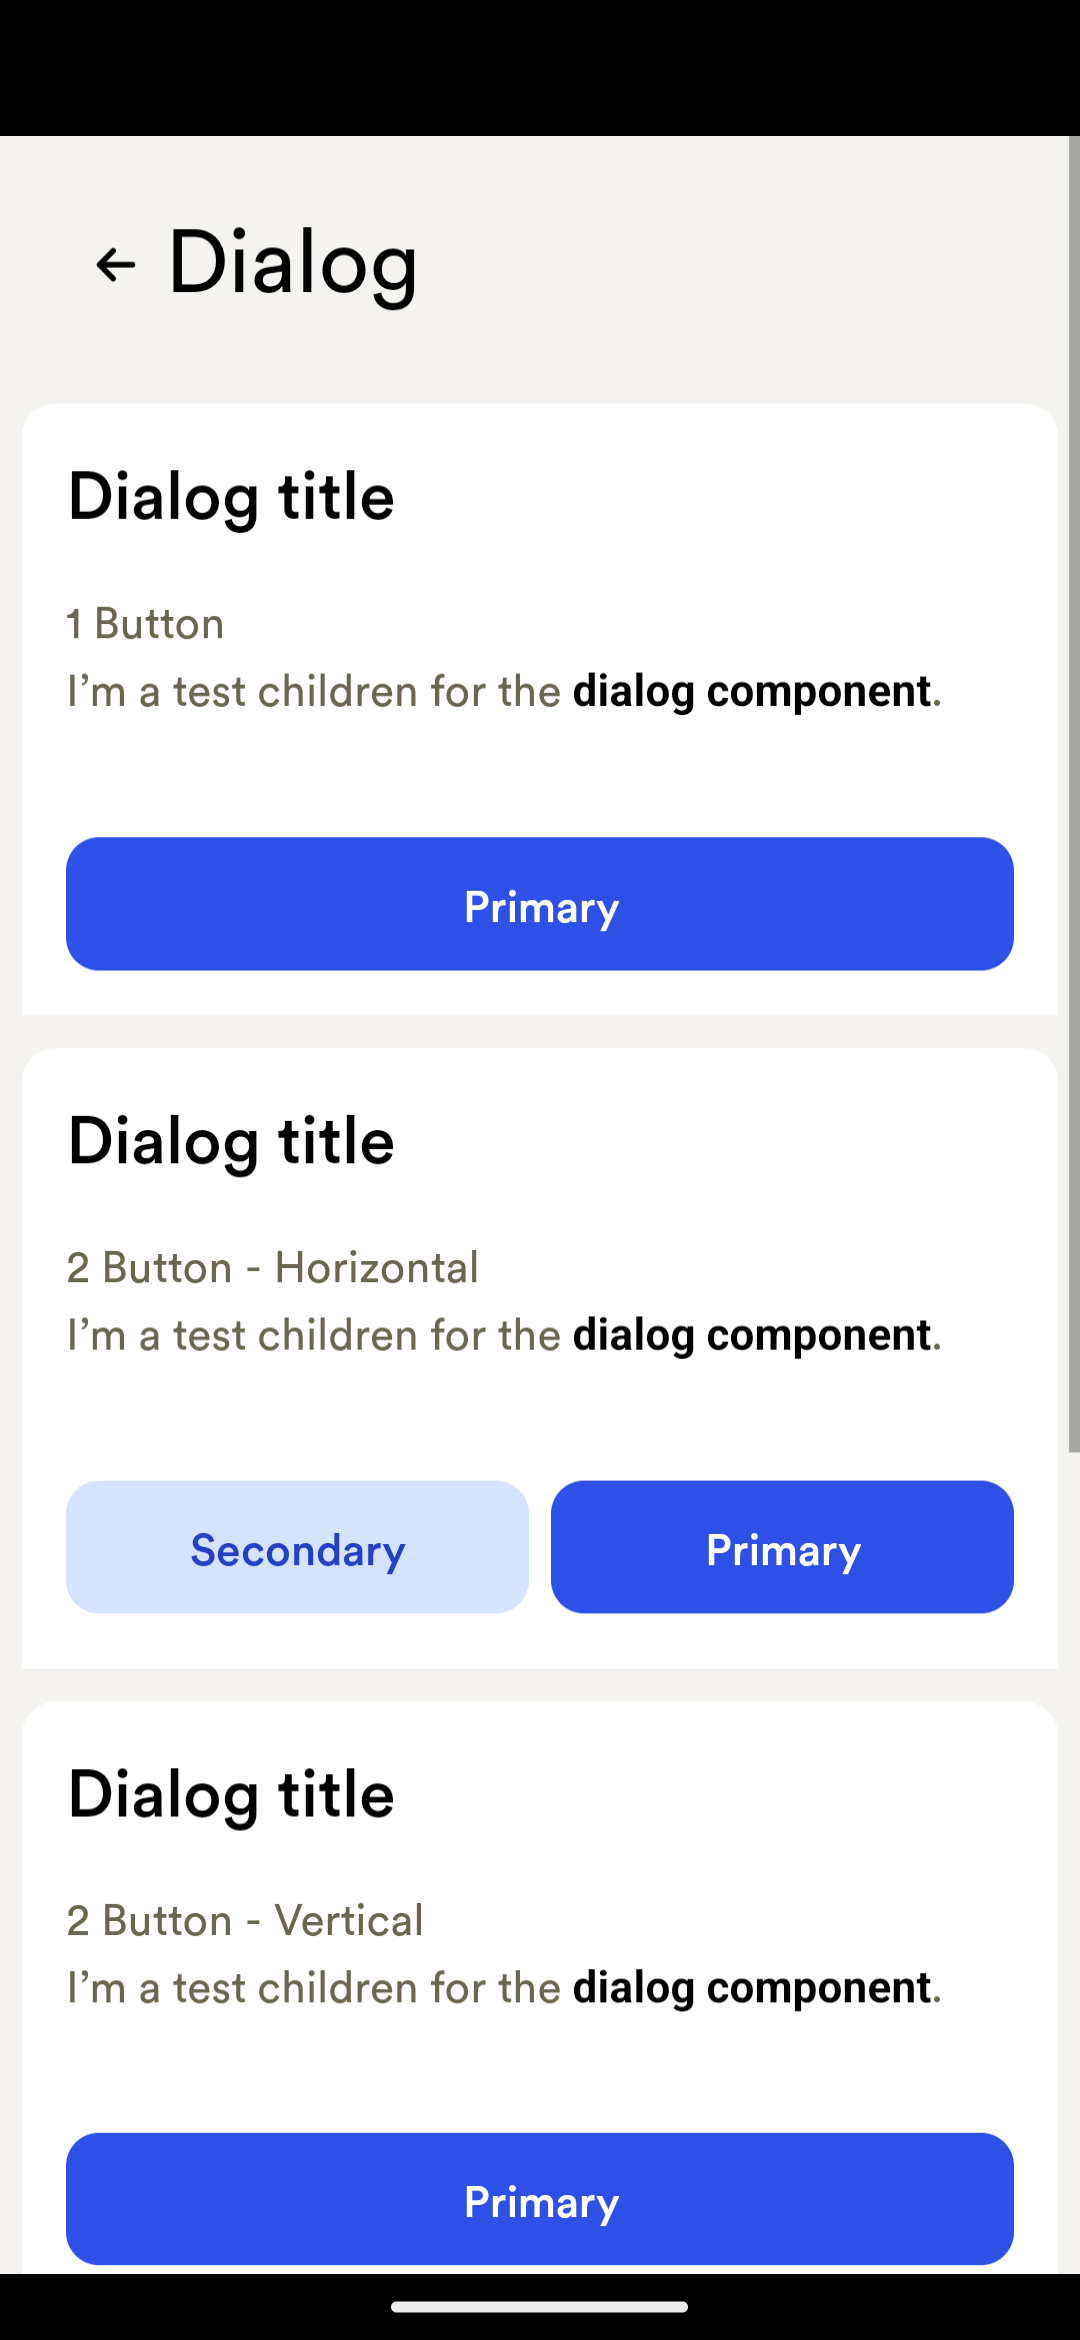 Dialog
Dialog title
1 Button
I’m a test children for the dialog component.
Primary
Dialog title
2 Button - Horizontal
I’m a test children for the dialog component.
Secondary Primary
Dialog title
2 Button - Vertical
I’m a test children for the dialog component.
Primary